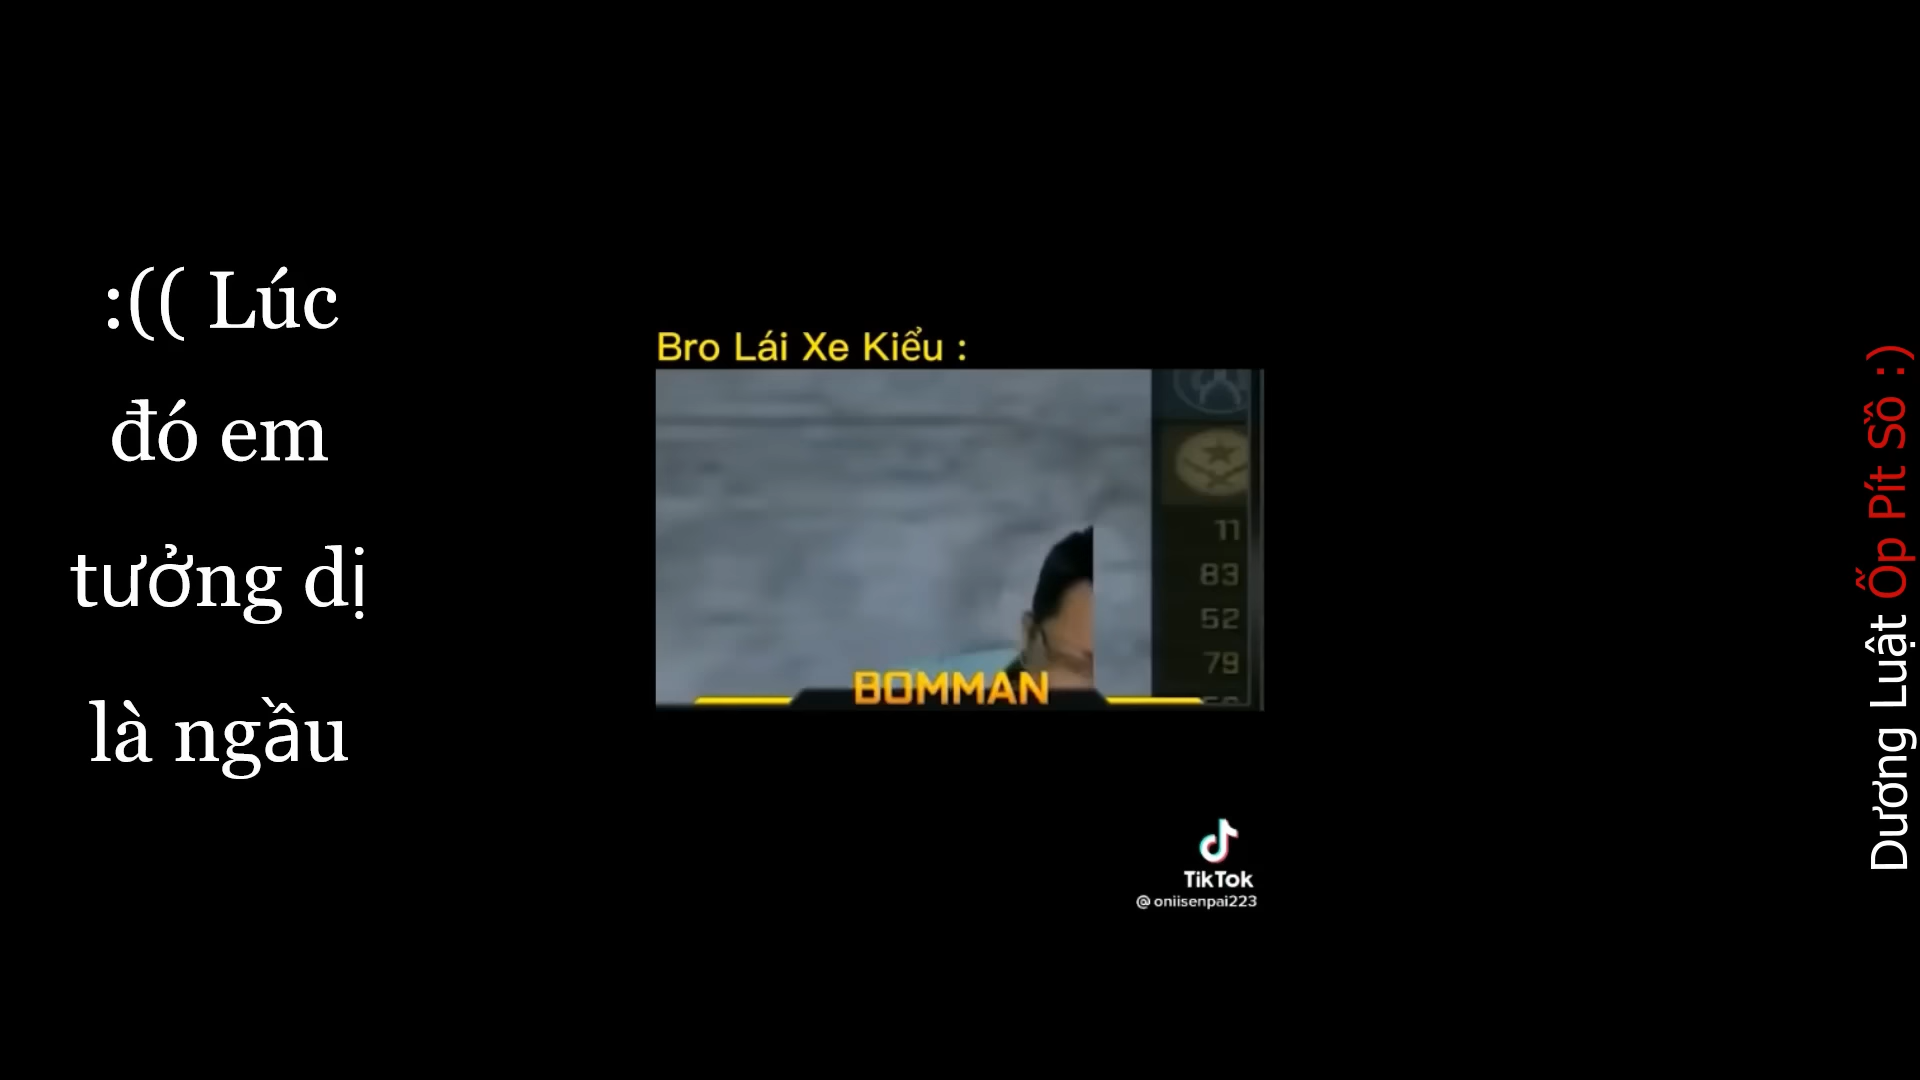 :(( Lúc
đó em
tưởng dị
là ngầu
Bro Lái Xe Kiểu :
11
83
52
79
BOMMAN
TikTok
@oniisenpai223
Dương Luật Ốp Pít Sồ :)